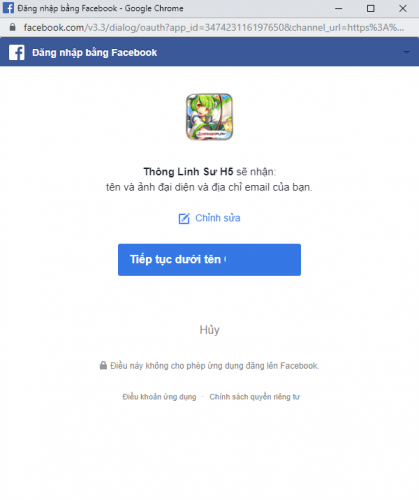 Đăng nhập bằng Facebook - Google Chrome
facebook.com/v3.3/dialog/oauth?app_id=347423116197650&channel_url=https%3A%...
Đăng nhập bằng Facebook
Thông Linh Sư H5 sẽ nhận:
tên và ảnh đại diện và địa chỉ email của bạn.
Chỉnh sửa
Tiếp tục dưới tên
Hủy
Điều này không cho phép ứng dụng đăng lên Facebook.
Điều khoản ứng dụng · Chính sách quyền riêng tư